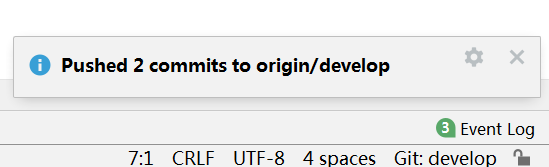 Pushed 2 commits to origin/develop
3 Event Log
7:1 CRLF UTF-8 4 spaces Git: develop